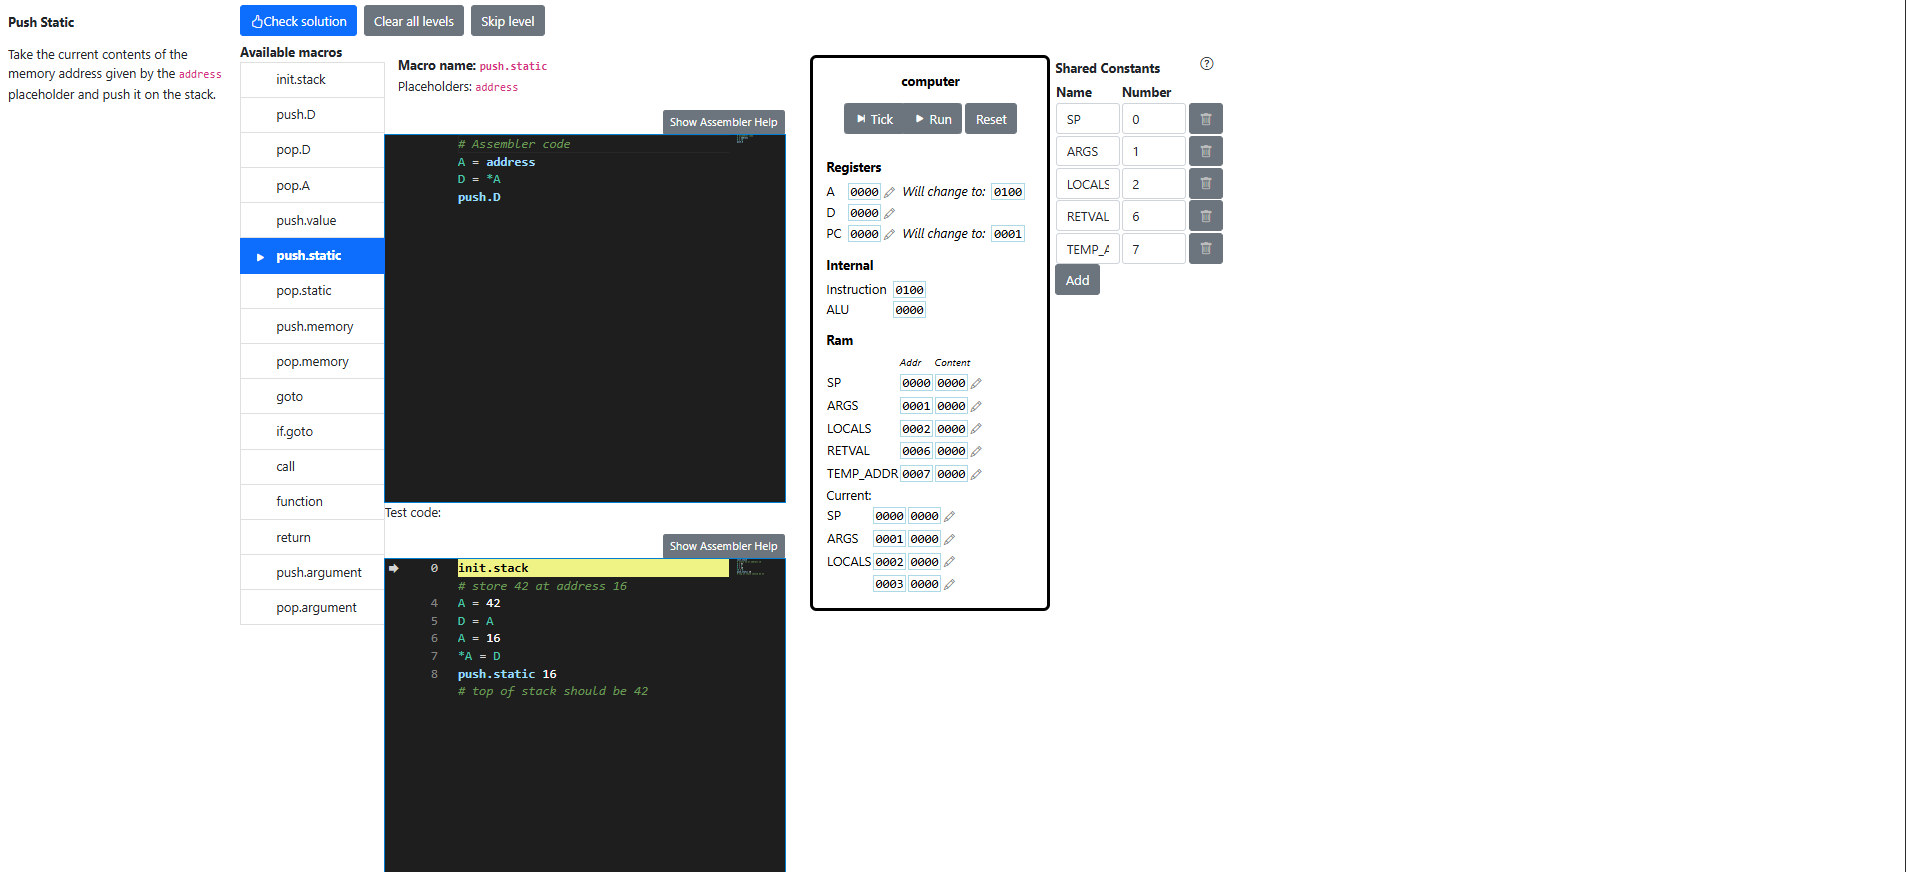 Push Static
Take the current contents of the
memory address given by the address
placeholder and push it on the stack.
Check solution
Clear all levels
Skip level
Available macros
init.stack
push.D
pop.D
pop.A
push.value
push.static
pop.static
push.memory
pop.memory
goto
if.goto
call
function
return
push.argument
pop.argument
Macro name: push.static
Placeholders: address
Show Assembler Help
# Assembler code
A = address
D = *A
push.D
Test code:
Show Assembler Help
0 init.stack
# store 42 at address 16
4 A = 42
5 D = A
6 A = 16
7 *A = D
8 push.static 16
# top of stack should be 42
computer
Tick Run Reset
Registers
A 0000 Will change to: 0100
D 0000
PC 0000 Will change to: 0001
Internal
Instruction 0100
ALU 0000
Ram
Addr Content
SP 0000 0000
ARGS 0001 0000
LOCALS 0002 0000
RETVAL 0006 0000
TEMP_ADDR 0007 0000
Current:
SP 0000 0000
ARGS 0001 0000
LOCALS 0002 0000
0003 0000
Shared Constants ?
Name Number
SP 0
ARGS 1
LOCALS 2
RETVAL 6
TEMP_A 7
Add